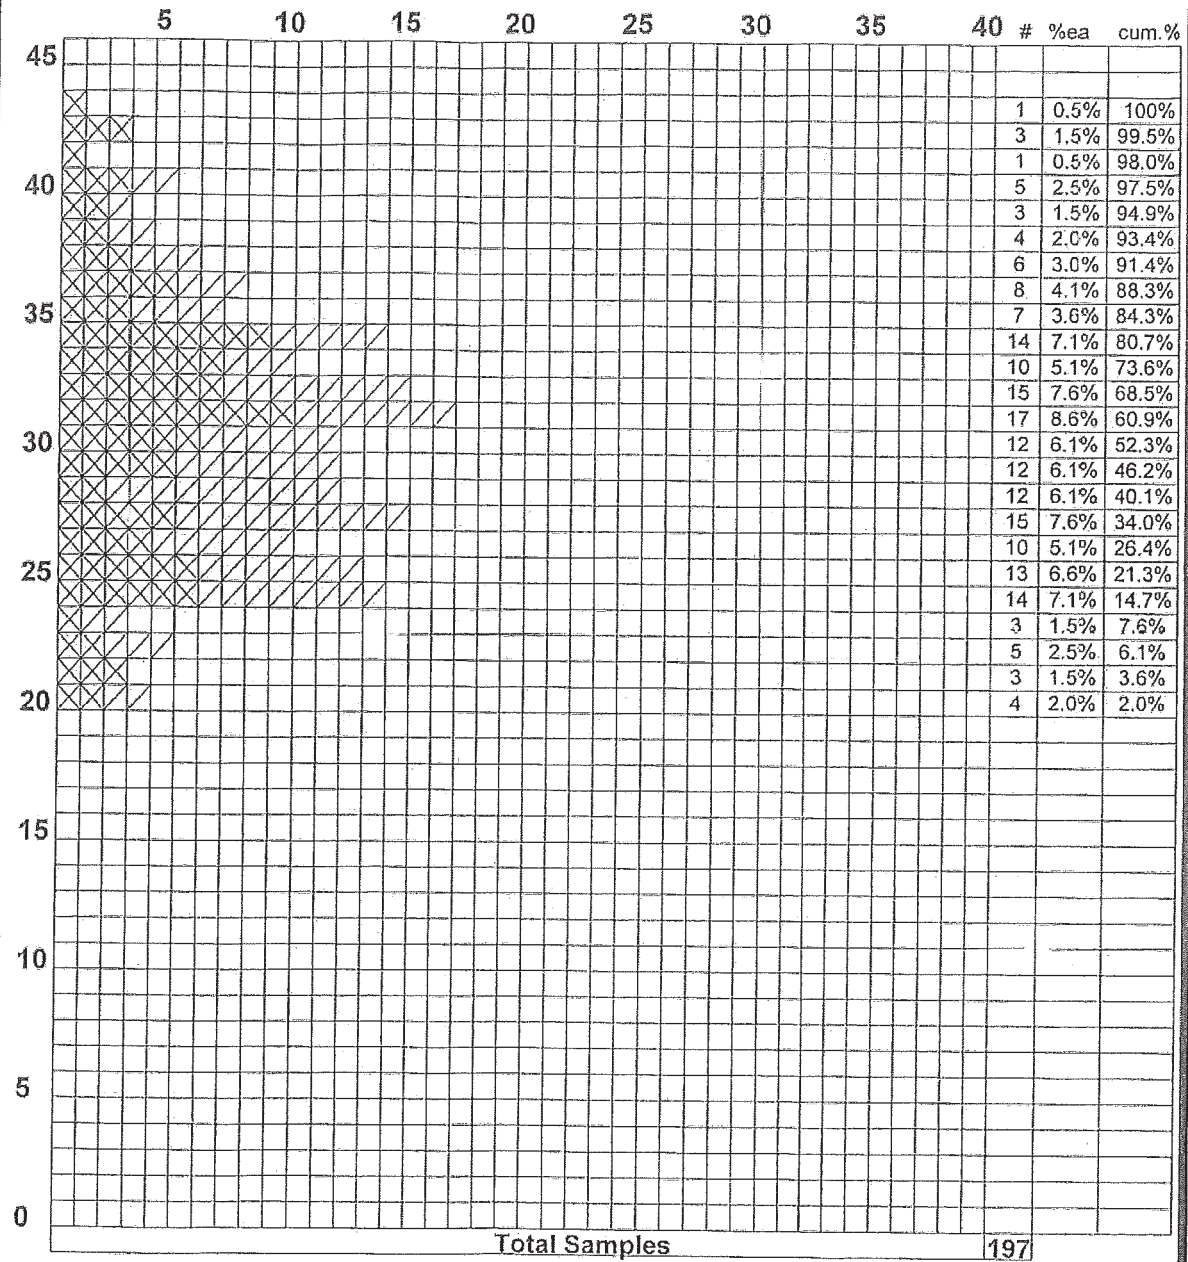 5 10 15 20 25 30 35 40 # %ea cum.%
45
1 0.5% 100%
3 1.5% 99.5%
1 0.5% 98.0%
40 5 2.5% 97.5%
3 1.5% 94.9%
4 2.0% 93.4%
6 3.0% 91.4%
8 4.1% 88.3%
35 7 3.6% 84.3%
14 7.1% 80.7%
10 5.1% 73.6%
15 7.6% 68.5%
17 8.6% 60.9%
30 12 6.1% 52.3%
12 6.1% 46.2%
12 6.1% 40.1%
15 7.6% 34.0%
10 5.1% 26.4%
25 13 6.6% 21.3%
14 7.1% 14.7%
3 1.5% 7.6%
5 2.5% 6.1%
3 1.5% 3.6%
20 4 2.0% 2.0%
15
10
5
0
Total Samples 197